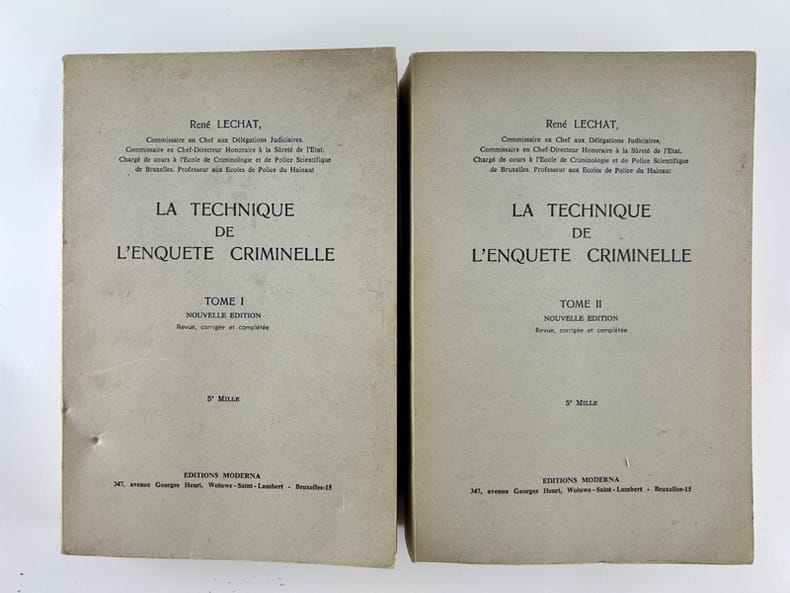 René LECHAT,
Commissaire en Chef aux Délégations Judiciaires.
Commissaire en Chef-Directeur Honoraire à la Sûreté de l'Etat.
Chargé de cours à l'Ecole de Criminologie et de Police Scientifique
de Bruxelles. Professeur aux Ecoles de Police du Hainaut
LA TECHNIQUE
DE
L'ENQUETE CRIMINELLE
TOME I
NOUVELLE EDITION
Revue, corrigée et complétée
5e MILLE
EDITIONS MODERNA
347, avenue Georges Henri, Woluwe-Saint-Lambert - Bruxelles-15
René LECHAT,
Commissaire en Chef aux Délégations Judiciaires.
Commissaire en Chef-Directeur Honoraire à la Sûreté de l'Etat.
Chargé de cours à l'Ecole de Criminologie et de Police Scientifique
de Bruxelles. Professeur aux Ecoles de Police du Hainaut
LA TECHNIQUE
DE
L'ENQUETE CRIMINELLE
TOME II
NOUVELLE EDITION
Revue, corrigée et complétée
5e MILLE
EDITIONS MODERNA
347, avenue Georges Henri, Woluwe-Saint-Lambert - Bruxelles-15